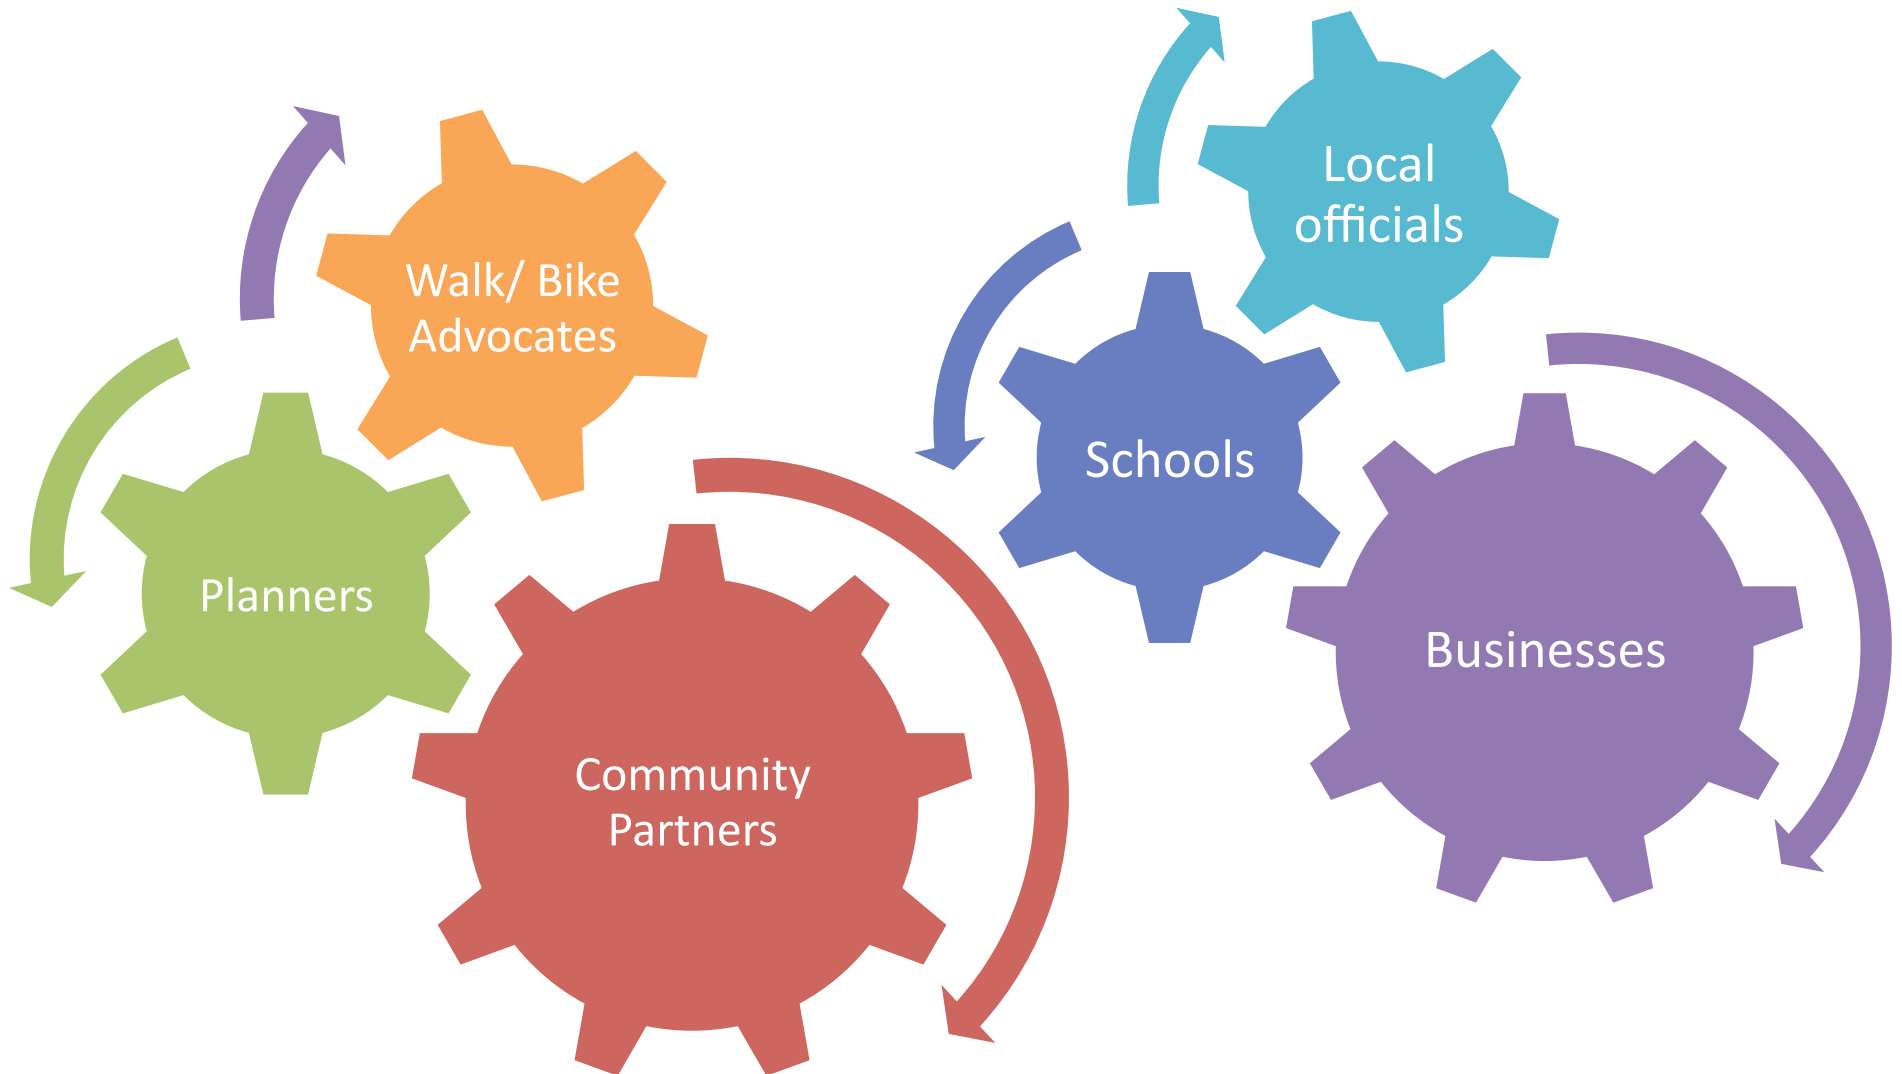 Walk/ Bike
Advocates
Planners
Community
Partners
Local
officials
Schools
Businesses